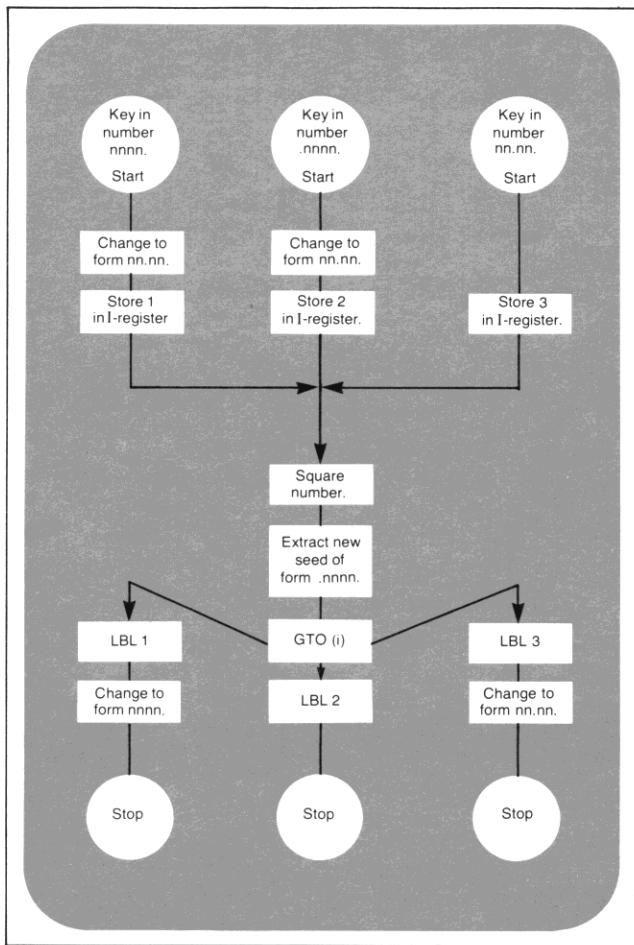 Key in
number
nnnn.
Start
Key in
number
.nnnn.
Start
Key in
number
nn.nn.
Start
Change to
form nn.nn.
Change to
form nn.nn.
Store 1
in I-register
Store 2
in I-register.
Store 3
in I-register.
Square
number.
Extract new
seed of
form .nnnn.
LBL 1
GTO (i)
LBL 3
Change to
form nnnn.
LBL 2
Change to
form nn.nn.
Stop
Stop
Stop